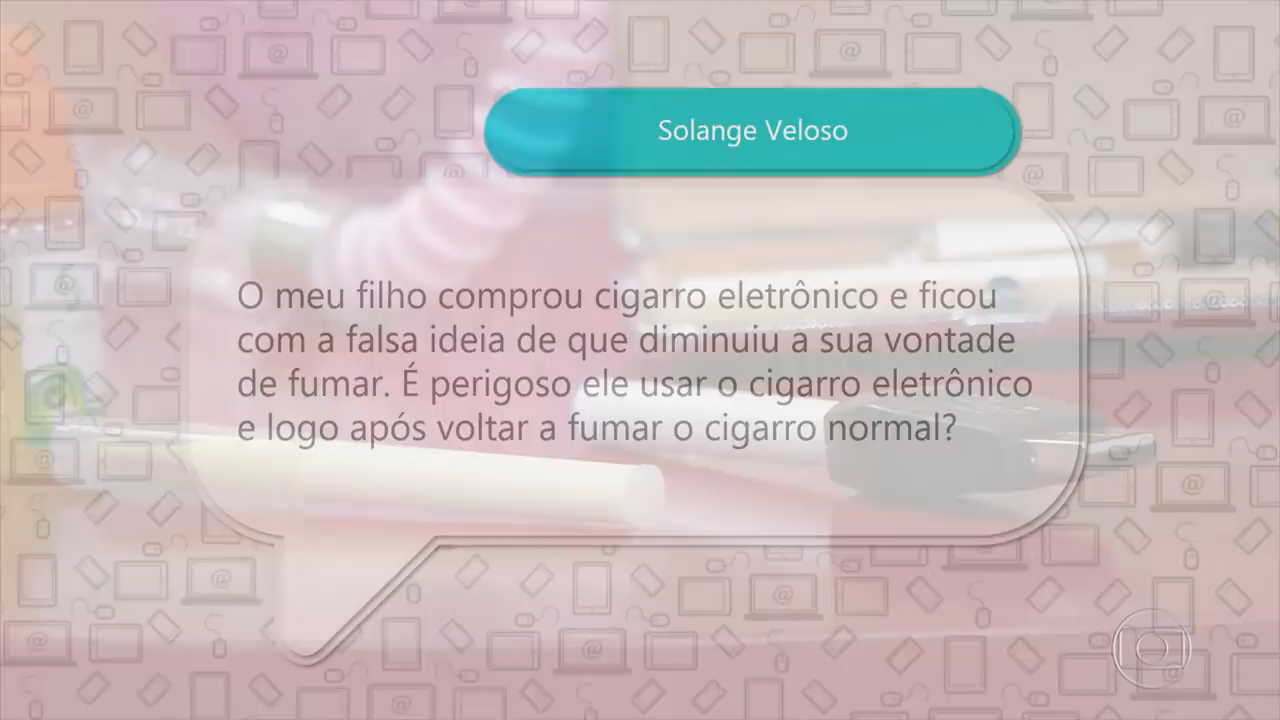 Solange Veloso
O meu filho comprou cigarro eletrônico e ficou
com a falsa ideia de que diminuiu a sua vontade
de fumar. É perigoso ele usar o cigarro eletrônico
e logo após voltar a fumar o cigarro normal?